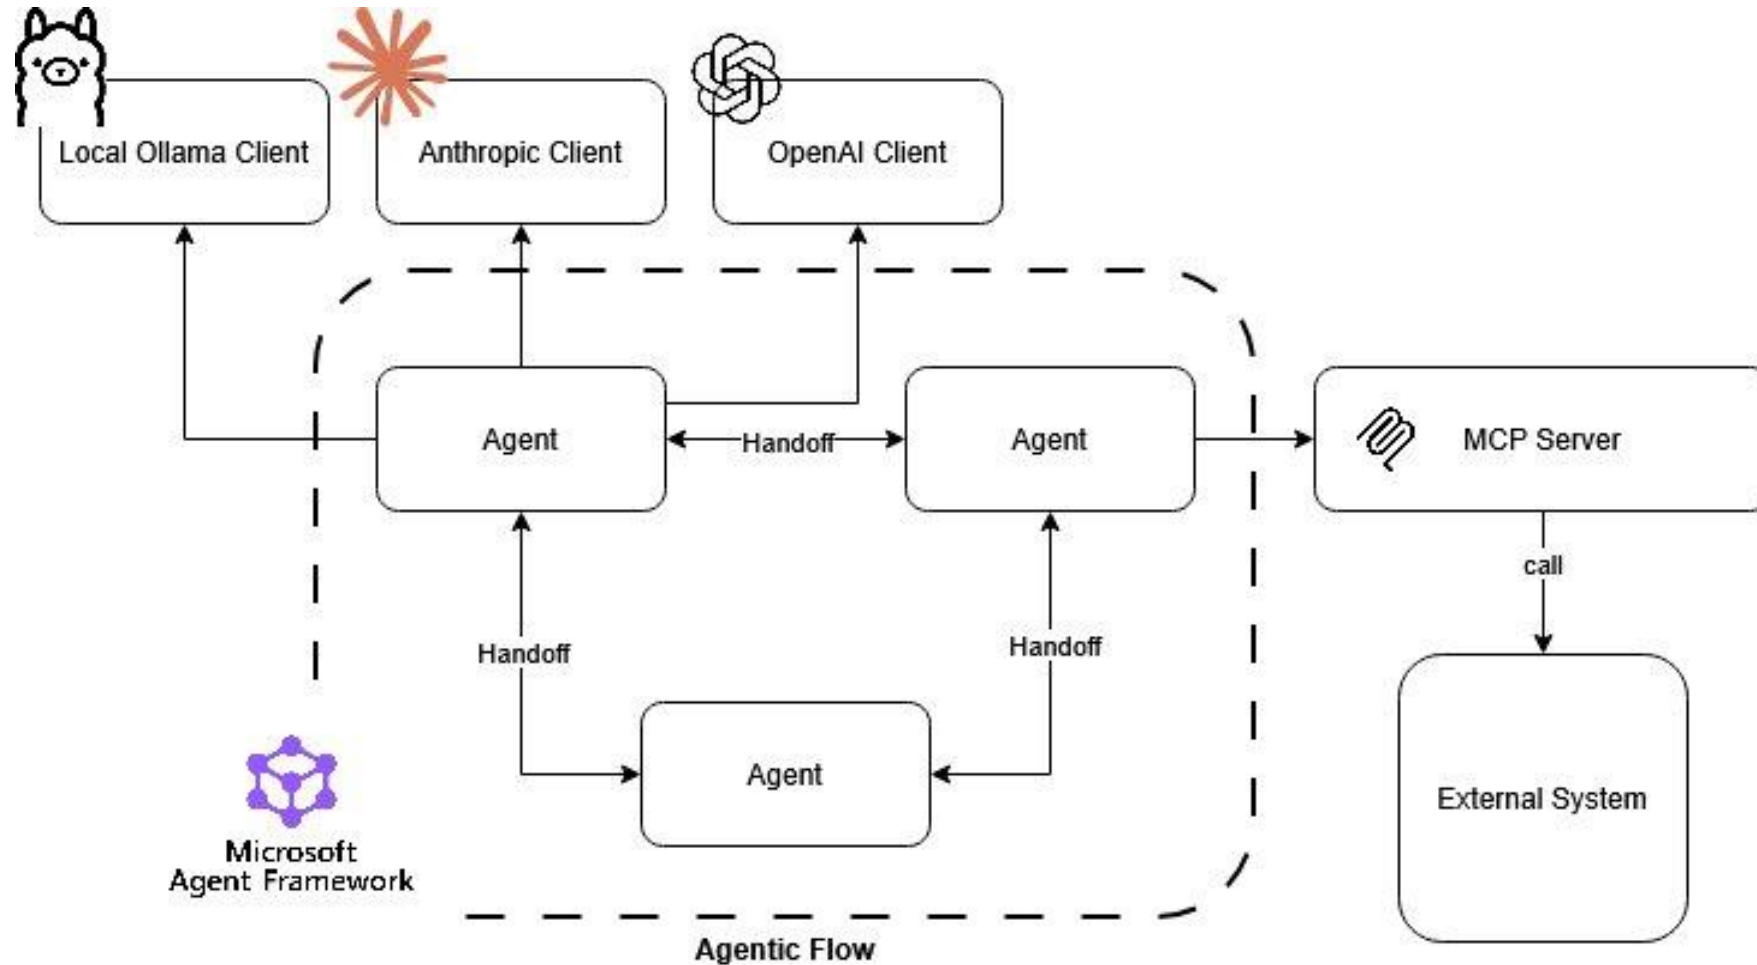 Local Ollama Client
Anthropic Client
OpenAI Client
Agent
Handoff
Agent
MCP Server
call
Handoff
Handoff
Agent
External System
Microsoft
Agent Framework
Agentic Flow